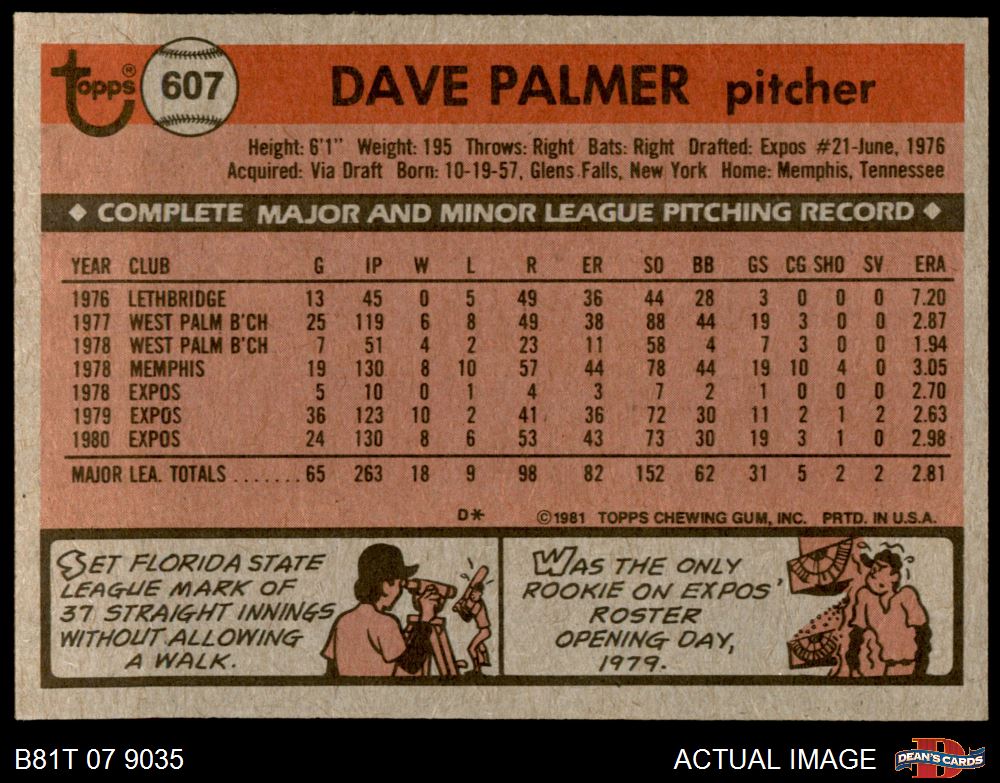 Topps®
607
DAVE PALMER pitcher
Height: 6'1" Weight: 195 Throws: Right Bats: Right Drafted: Expos #21-June, 1976
Acquired: Via Draft Born: 10-19-57, Glens Falls, New York Home: Memphis, Tennessee
◆ COMPLETE MAJOR AND MINOR LEAGUE PITCHING RECORD ◆
YEAR CLUB G IP W L R ER SO BB GS CG SHO SV ERA
1976 LETHBRIDGE 13 45 0 5 49 36 44 28 3 0 0 0 7.20
1977 WEST PALM B'CH 25 119 6 8 49 38 88 44 19 3 0 0 2.87
1978 WEST PALM B'CH 7 51 4 2 23 11 58 4 7 3 0 0 1.94
1978 MEMPHIS 19 130 8 10 57 44 78 44 19 10 4 0 3.05
1978 EXPOS 5 10 0 1 4 3 7 2 1 0 0 0 2.70
1979 EXPOS 36 123 10 2 41 36 72 30 11 2 1 2 2.63
1980 EXPOS 24 130 8 6 53 43 73 30 19 3 1 0 2.98
MAJOR LEA. TOTALS ....... 65 263 18 9 98 82 152 62 31 5 2 2 2.81
D* ©1981 TOPPS CHEWING GUM, INC. PRTD. IN U.S.A.
SET FLORIDA STATE
LEAGUE MARK OF
37 STRAIGHT INNINGS
WITHOUT ALLOWING
A WALK.
WAS THE ONLY
ROOKIE ON EXPOS'
ROSTER
OPENING DAY,
1979.
B81T 07 9035
ACTUAL IMAGE
DEAN'S CARDS